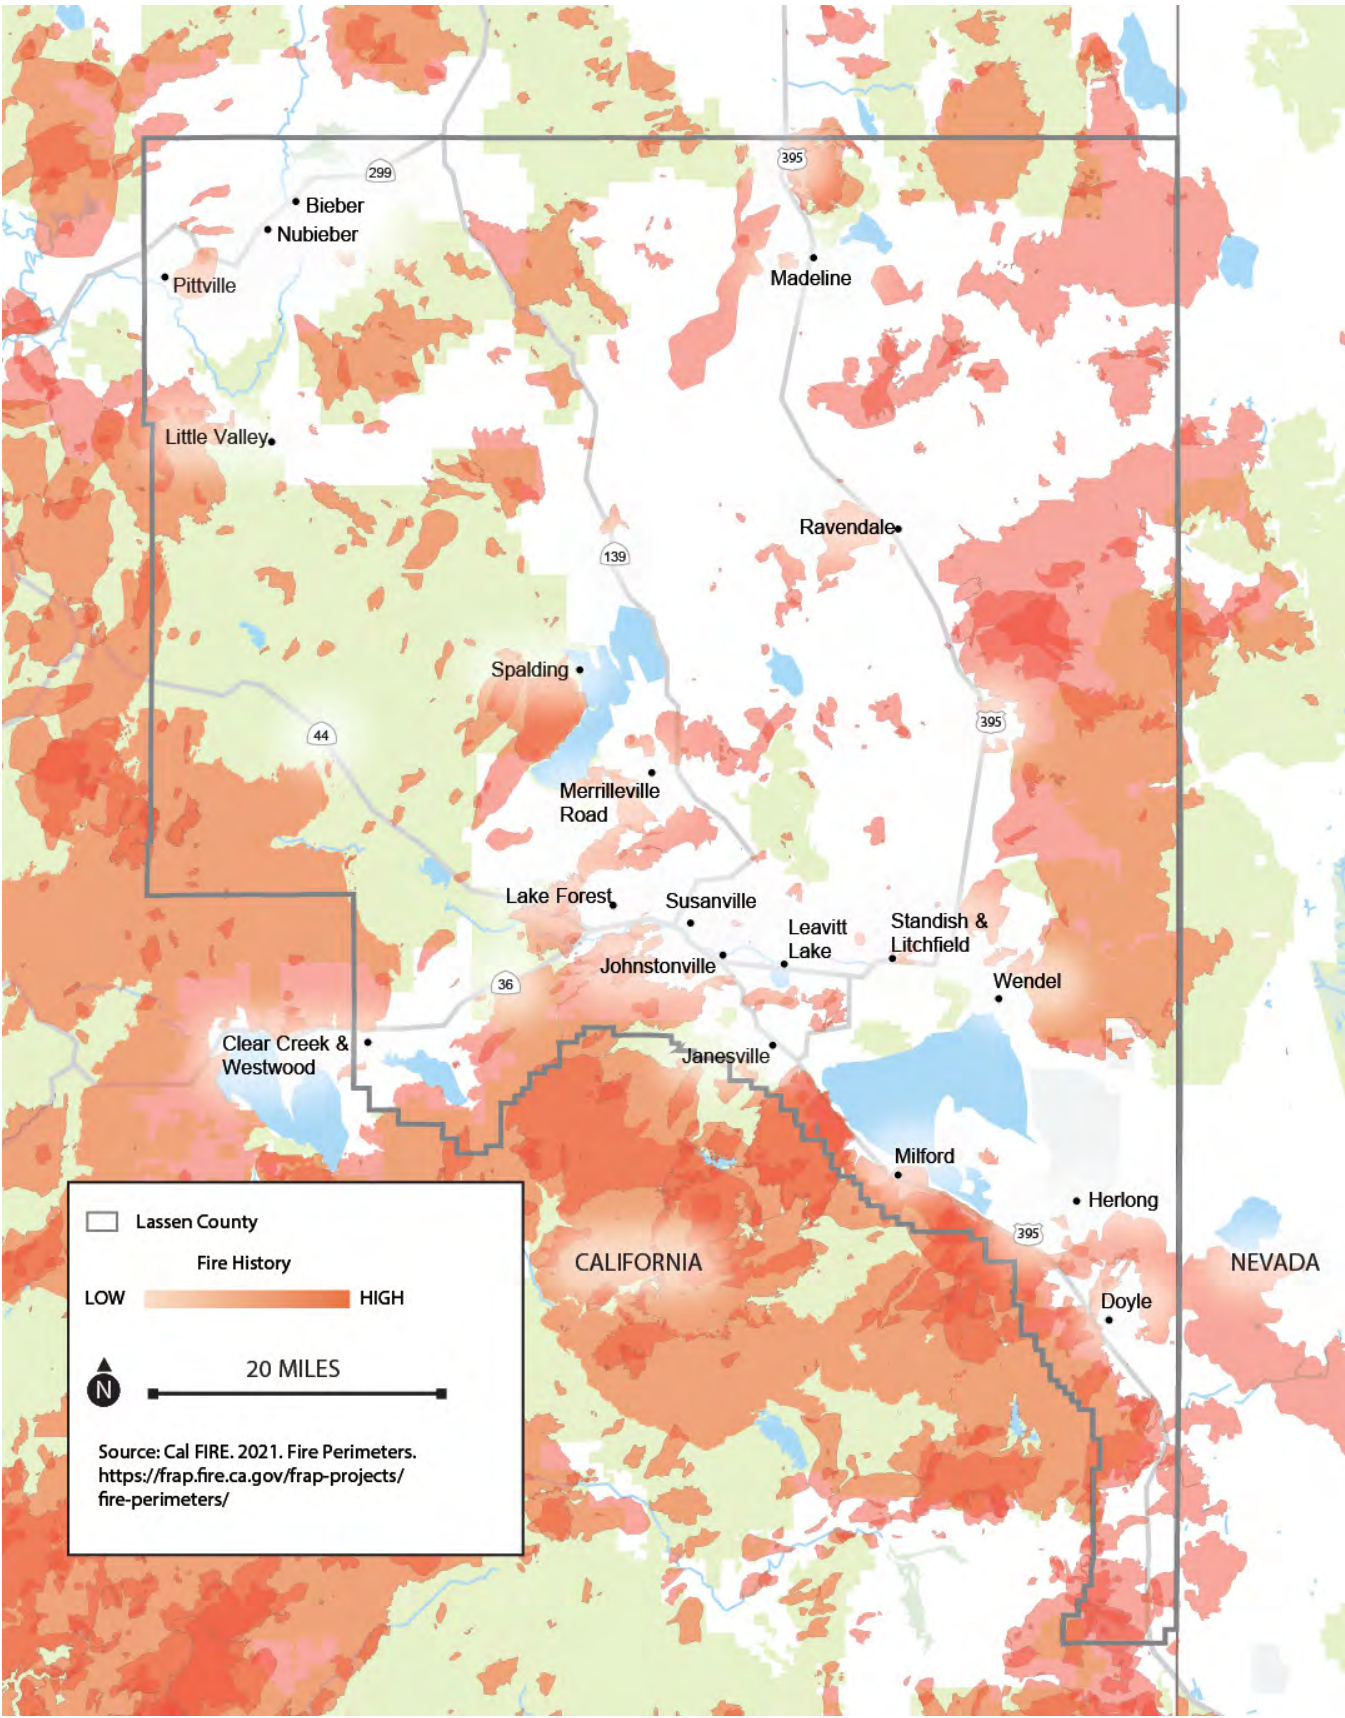 395
299
Bieber
Nubieber
Pittville
Madeline
Little Valley
Ravendale
139
Spalding
44
395
Merrilleville
Road
Lake Forest
Susanville
Leavitt
Lake
Standish &
Litchfield
Johnstonville
36
Wendel
Clear Creek &
Westwood
Janesville
Milford
Herlong
395
CALIFORNIA
NEVADA
Doyle
Lassen County
Fire History
LOW
HIGH
N
20 MILES
Source: Cal FIRE. 2021. Fire Perimeters.
https://frap.fire.ca.gov/frap-projects/
fire-perimeters/